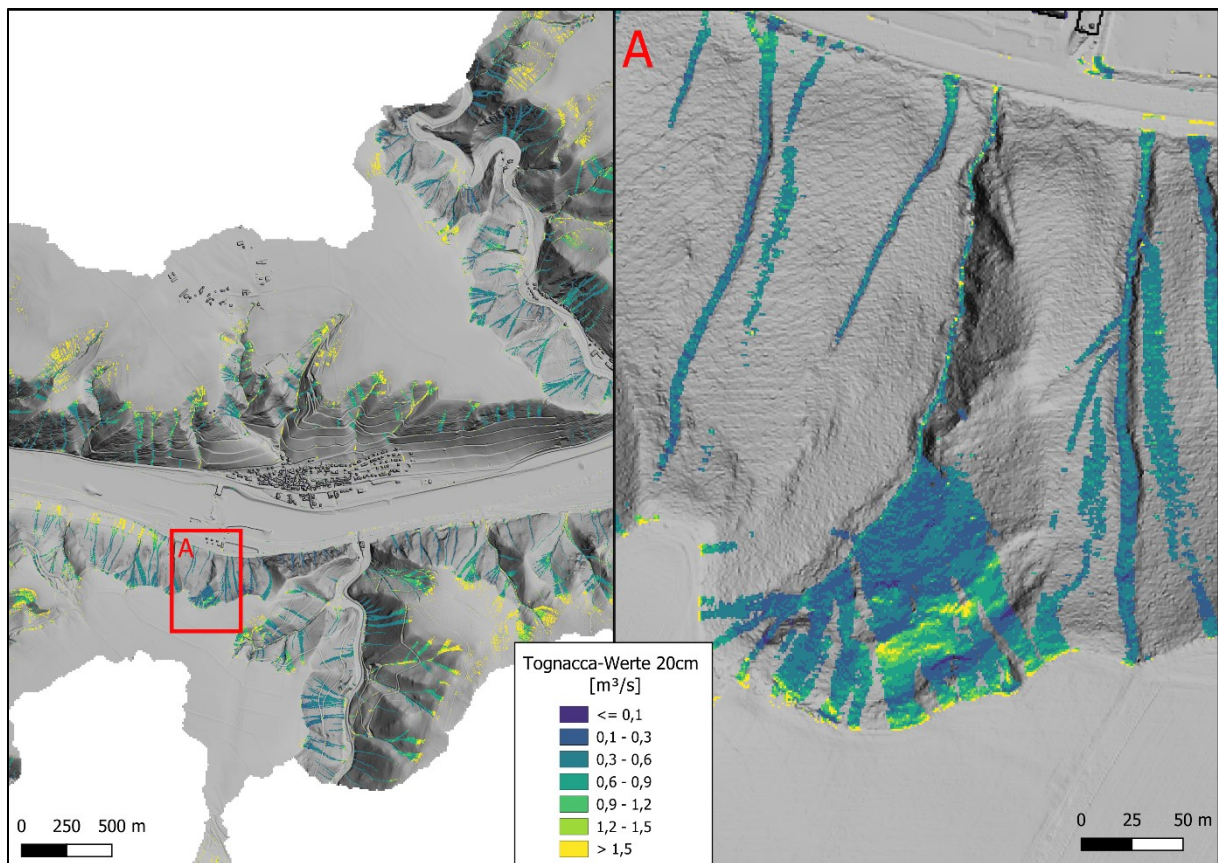 A
A
Tognacca-Werte 20cm
[m³/s]
<= 0,1
0,1 - 0,3
0,3 - 0,6
0,6 - 0,9
0,9 - 1,2
1,2 - 1,5
> 1,5
0 250 500 m
0 25 50 m